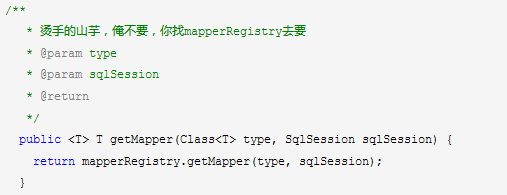 /**
* 烫手的山芋，俺不要，你找mapperRegistry去要
* @param type
* @param sqlSession
* @return
*/
public <T> T getMapper(Class<T> type, SqlSession sqlSession) {
return mapperRegistry.getMapper(type, sqlSession);
}